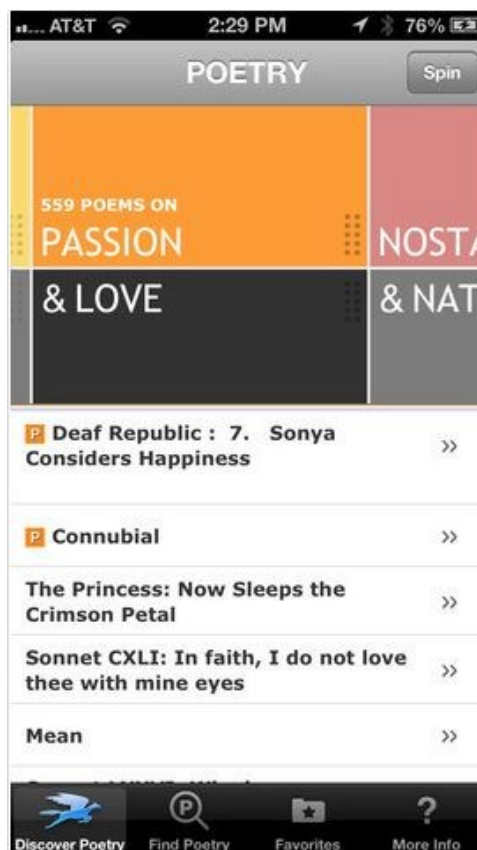 AT&T 2:29 PM 76%
POETRY
Spin
559 POEMS ON
PASSION
NOSTA
& LOVE
& NAT
P Deaf Republic : 7. Sonya
Considers Happiness
P Connubial
The Princess: Now Sleeps the
Crimson Petal
Sonnet CXLI: In faith, I do not love
thee with mine eyes
Mean
P
?
Discover Poetry Find Poetry Favorites More Info